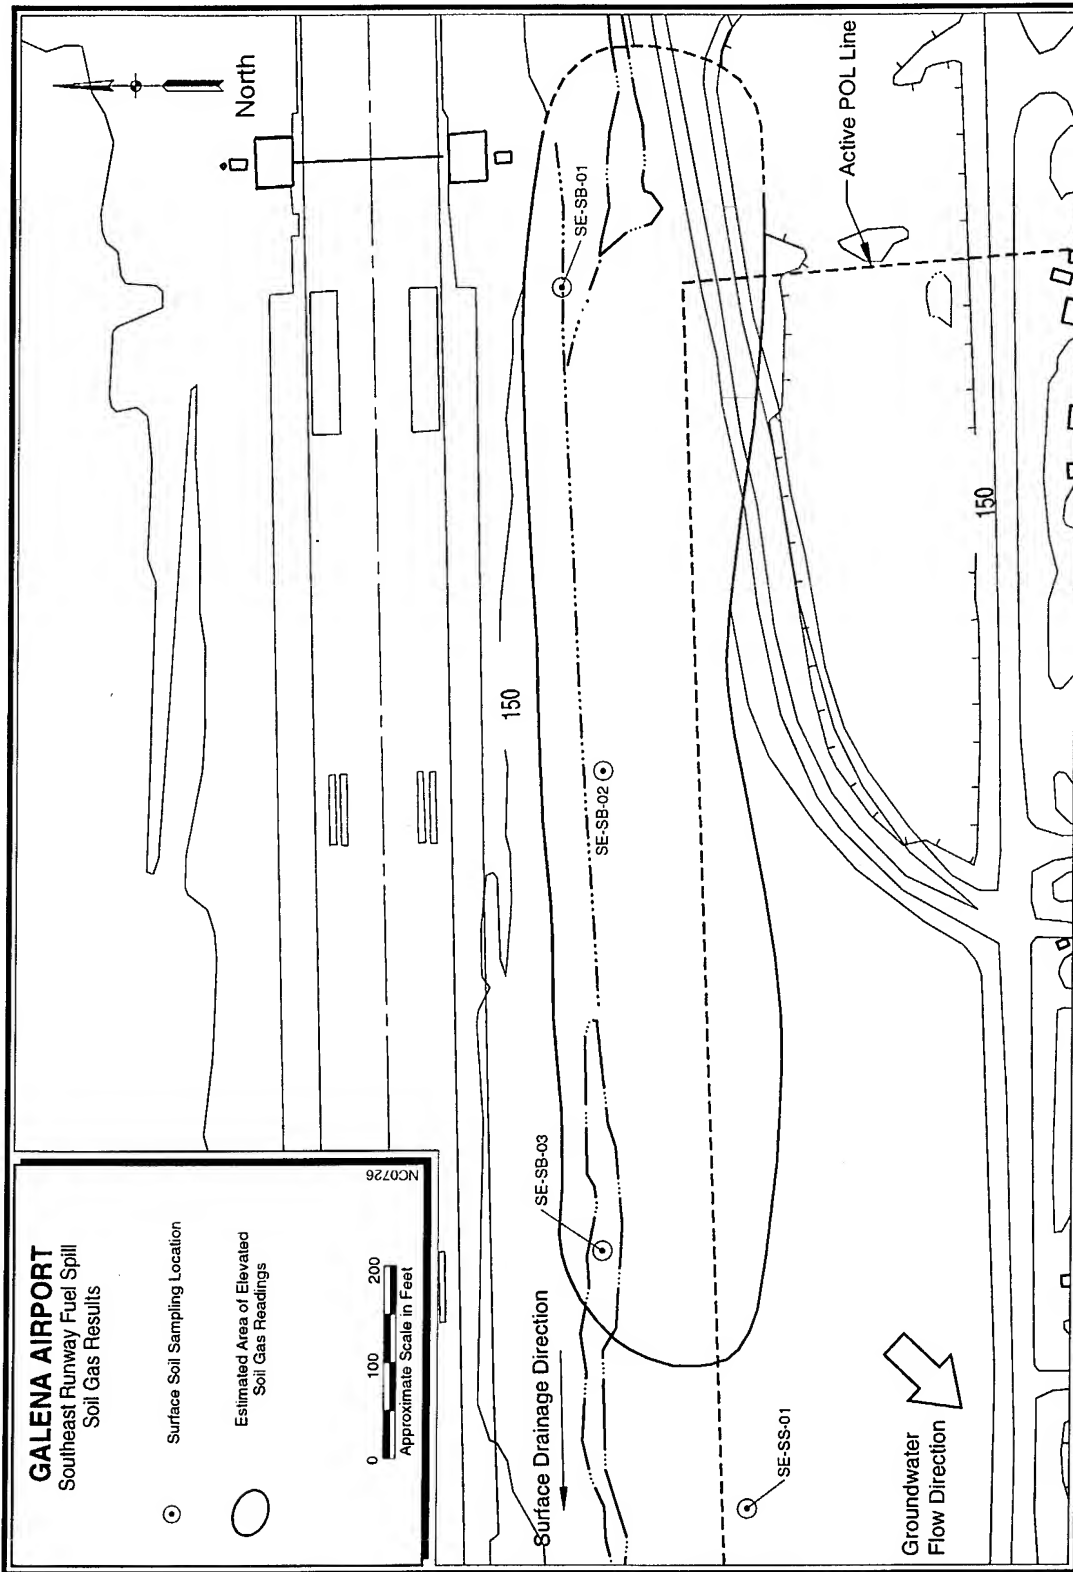 GALENA AIRPORT
Southeast Runway Fuel Spill
Soil Gas Results
Surface Soil Sampling Location
Estimated Area of Elevated
Soil Gas Readings
0 100 200
Approximate Scale in Feet
NC0726
North
SE-SB-01
Active POL Line
150
SE-SB-02
150
SE-SB-03
Surface Drainage Direction
SE-SS-01
Groundwater
Flow Direction